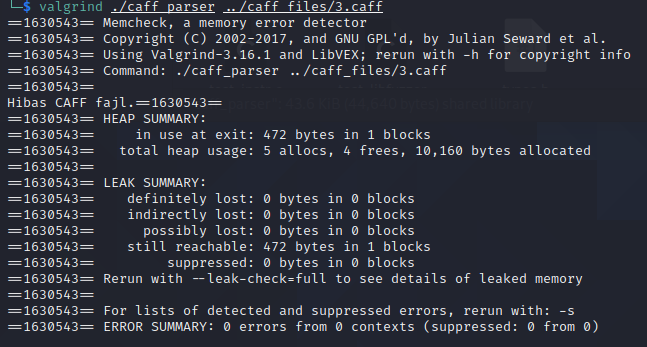 └─$ valgrind ./caff_parser ../caff_files/3.caff
==1630543== Memcheck, a memory error detector
==1630543== Copyright (C) 2002-2017, and GNU GPL'd, by Julian Seward et al.
==1630543== Using Valgrind-3.16.1 and LibVEX; rerun with -h for copyright info
==1630543== Command: ./caff_parser ../caff_files/3.caff
==1630543==
Hibas CAFF fajl.==1630543==
==1630543== HEAP SUMMARY:
==1630543==     in use at exit: 472 bytes in 1 blocks
==1630543==   total heap usage: 5 allocs, 4 frees, 10,160 bytes allocated
==1630543==
==1630543== LEAK SUMMARY:
==1630543==    definitely lost: 0 bytes in 0 blocks
==1630543==    indirectly lost: 0 bytes in 0 blocks
==1630543==      possibly lost: 0 bytes in 0 blocks
==1630543==    still reachable: 472 bytes in 1 blocks
==1630543==         suppressed: 0 bytes in 0 blocks
==1630543== Rerun with --leak-check=full to see details of leaked memory
==1630543==
==1630543== For lists of detected and suppressed errors, rerun with: -s
==1630543== ERROR SUMMARY: 0 errors from 0 contexts (suppressed: 0 from 0)